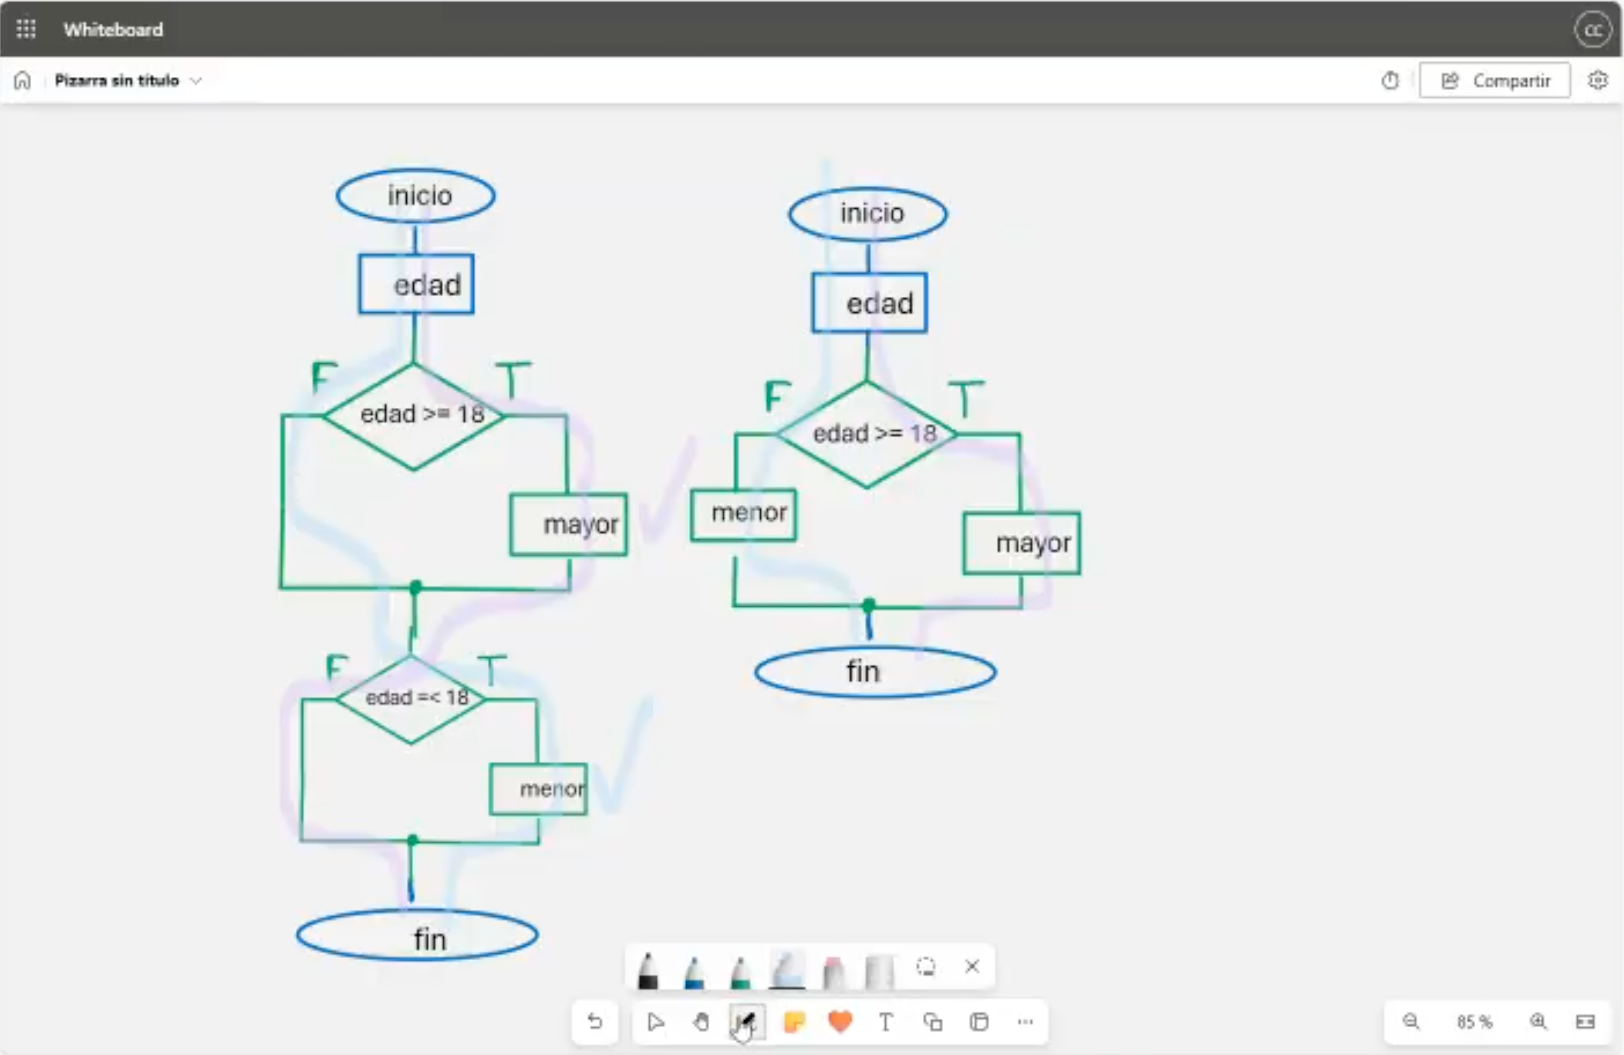 Whiteboard
CC
Pizarra sin título
Compartir
inicio
edad
F
T
edad >= 18
mayor
F
T
edad =< 18
menor
fin
inicio
edad
F
T
edad >= 18
menor
mayor
fin
T
85 %